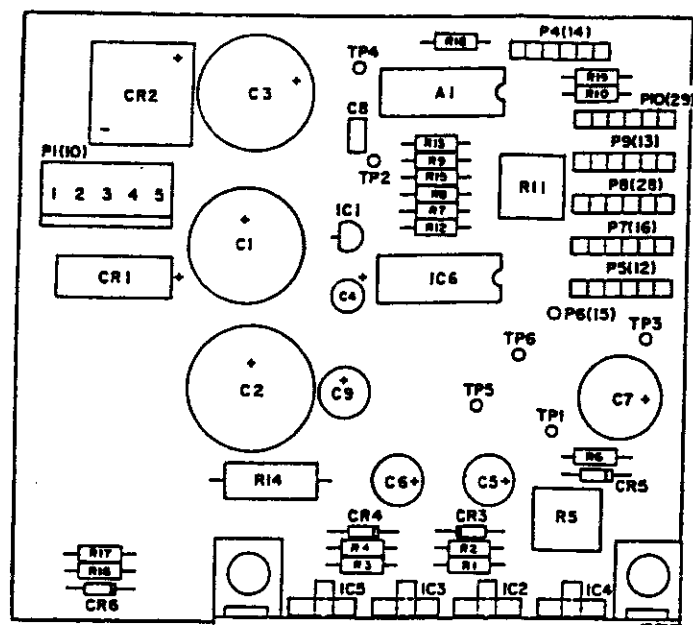 R18
P4(14)
TP4
CR2
C3
A1
R19
R10
P10(29)
C8
P1(10)
R13
P9(13)
R9
TP2
R15
1 2 3 4 5
R8
R11
P8(28)
IC1
R7
R12
P7(16)
C1
CR1
C4
IC6
P5(12)
P6(15)
TP3
TP6
C2
C9
TP5
C7
TP1
R6
R14
C6
C5
CR5
CR4
CR3
R5
R17
R4
R2
R16
R3
R1
CR6
IC5
IC3
IC2
IC4